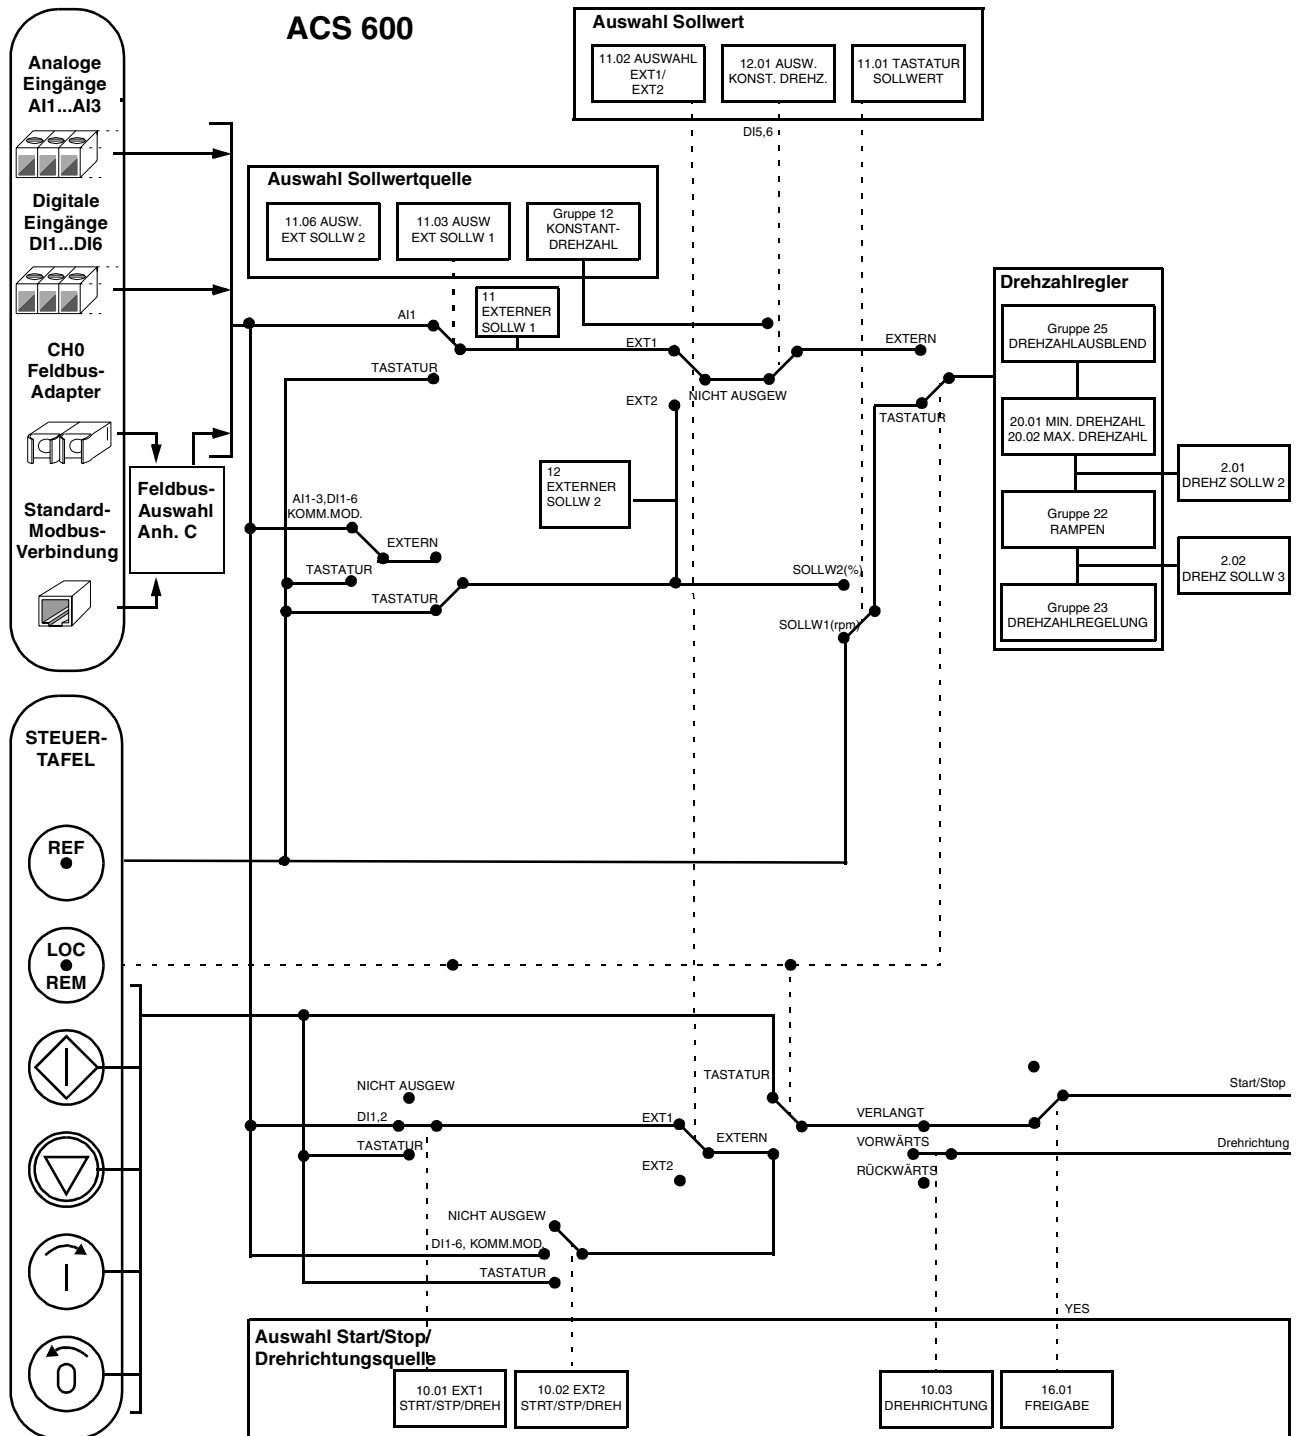 ACS 600
Auswahl Sollwert
11.02 AUSWAHL
EXT1/
EXT2
12.01 AUSW.
KONST. DREHZ.
11.01 TASTATUR
SOLLWERT
DI5,6
Analoge
Eingänge
AI1...AI3
Digitale
Eingänge
DI1...DI6
CH0
Feldbus-
Adapter
Standard-
Modbus-
Verbindung
Feldbus-
Auswahl
Anh. C
Auswahl Sollwertquelle
11.06 AUSW.
EXT SOLLW 2
11.03 AUSW
EXT SOLLW 1
Gruppe 12
KONSTANT-
DREHZAHL
11
EXTERNER
SOLLW 1
AI1
TASTATUR
EXT1
NICHT AUSGEW
EXT2
EXTERN
TASTATUR
12
EXTERNER
SOLLW 2
AI1-3,DI1-6
KOMM.MOD.
EXTERN
TASTATUR
TASTATUR
SOLLW2(%)
SOLLW1(rpm)
Drehzahlregler
Gruppe 25
DREHZAHLAUSBLEND
20.01 MIN. DREHZAHL
20.02 MAX. DREHZAHL
2.01
DREHZ SOLLW 2
Gruppe 22
RAMPEN
2.02
DREHZ SOLLW 3
Gruppe 23
DREHZAHLREGELUNG
STEUER-
TAFEL
REF
LOC
REM
NICHT AUSGEW
DI1,2
TASTATUR
EXT1
EXT2
EXTERN
TASTATUR
VERLANGT
VORWÄRTS
RÜCKWÄRTS
Start/Stop
Drehrichtung
NICHT AUSGEW
DI1-6, KOMM.MOD.
TASTATUR
YES
Auswahl Start/Stop/
Drehrichtungsquelle
10.01 EXT1
STRT/STP/DREH
10.02 EXT2
STRT/STP/DREH
10.03
DREHRICHTUNG
16.01
FREIGABE